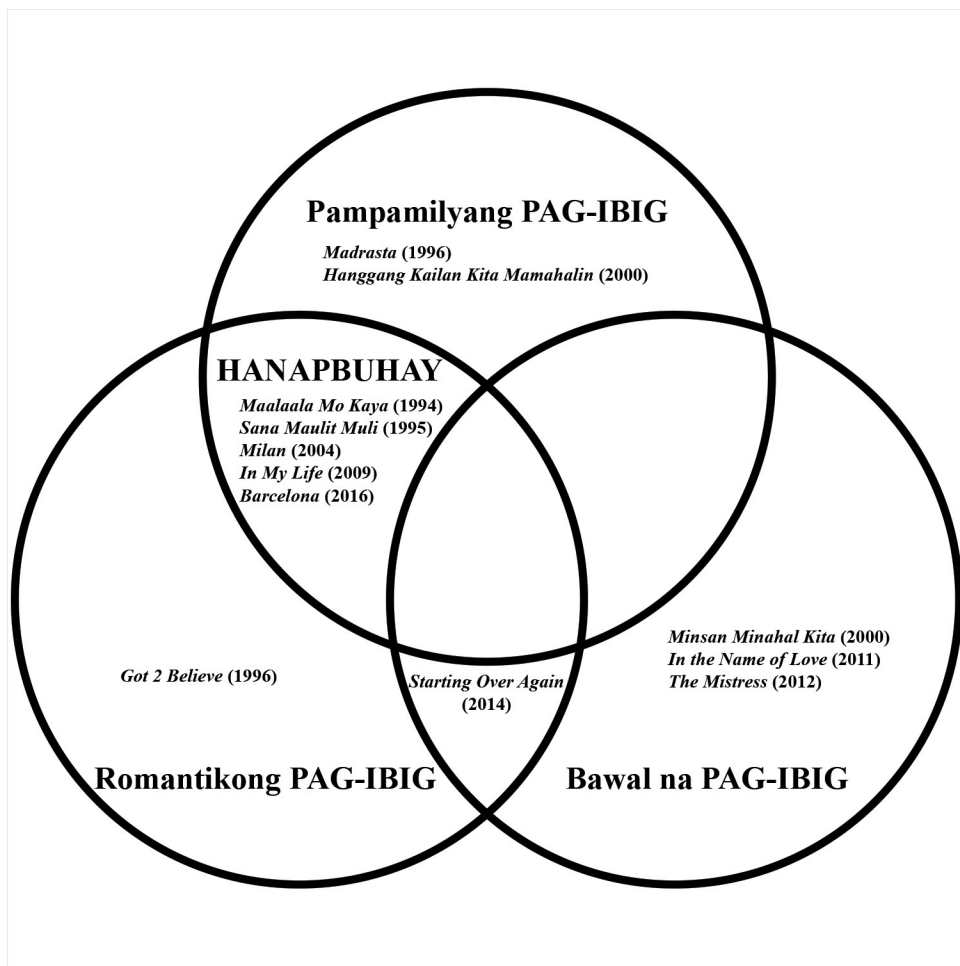 Pampamilyang PAG-IBIG
Madrasta (1996)
Hanggang Kailan Kita Mamahalin (2000)
HANAPBUHAY
Maalaala Mo Kaya (1994)
Sana Maulit Muli (1995)
Milan (2004)
In My Life (2009)
Barcelona (2016)
Minsan Minahal Kita (2000)
In the Name of Love (2011)
The Mistress (2012)
Got 2 Believe (1996)
Starting Over Again
(2014)
Romantikong PAG-IBIG
Bawal na PAG-IBIG